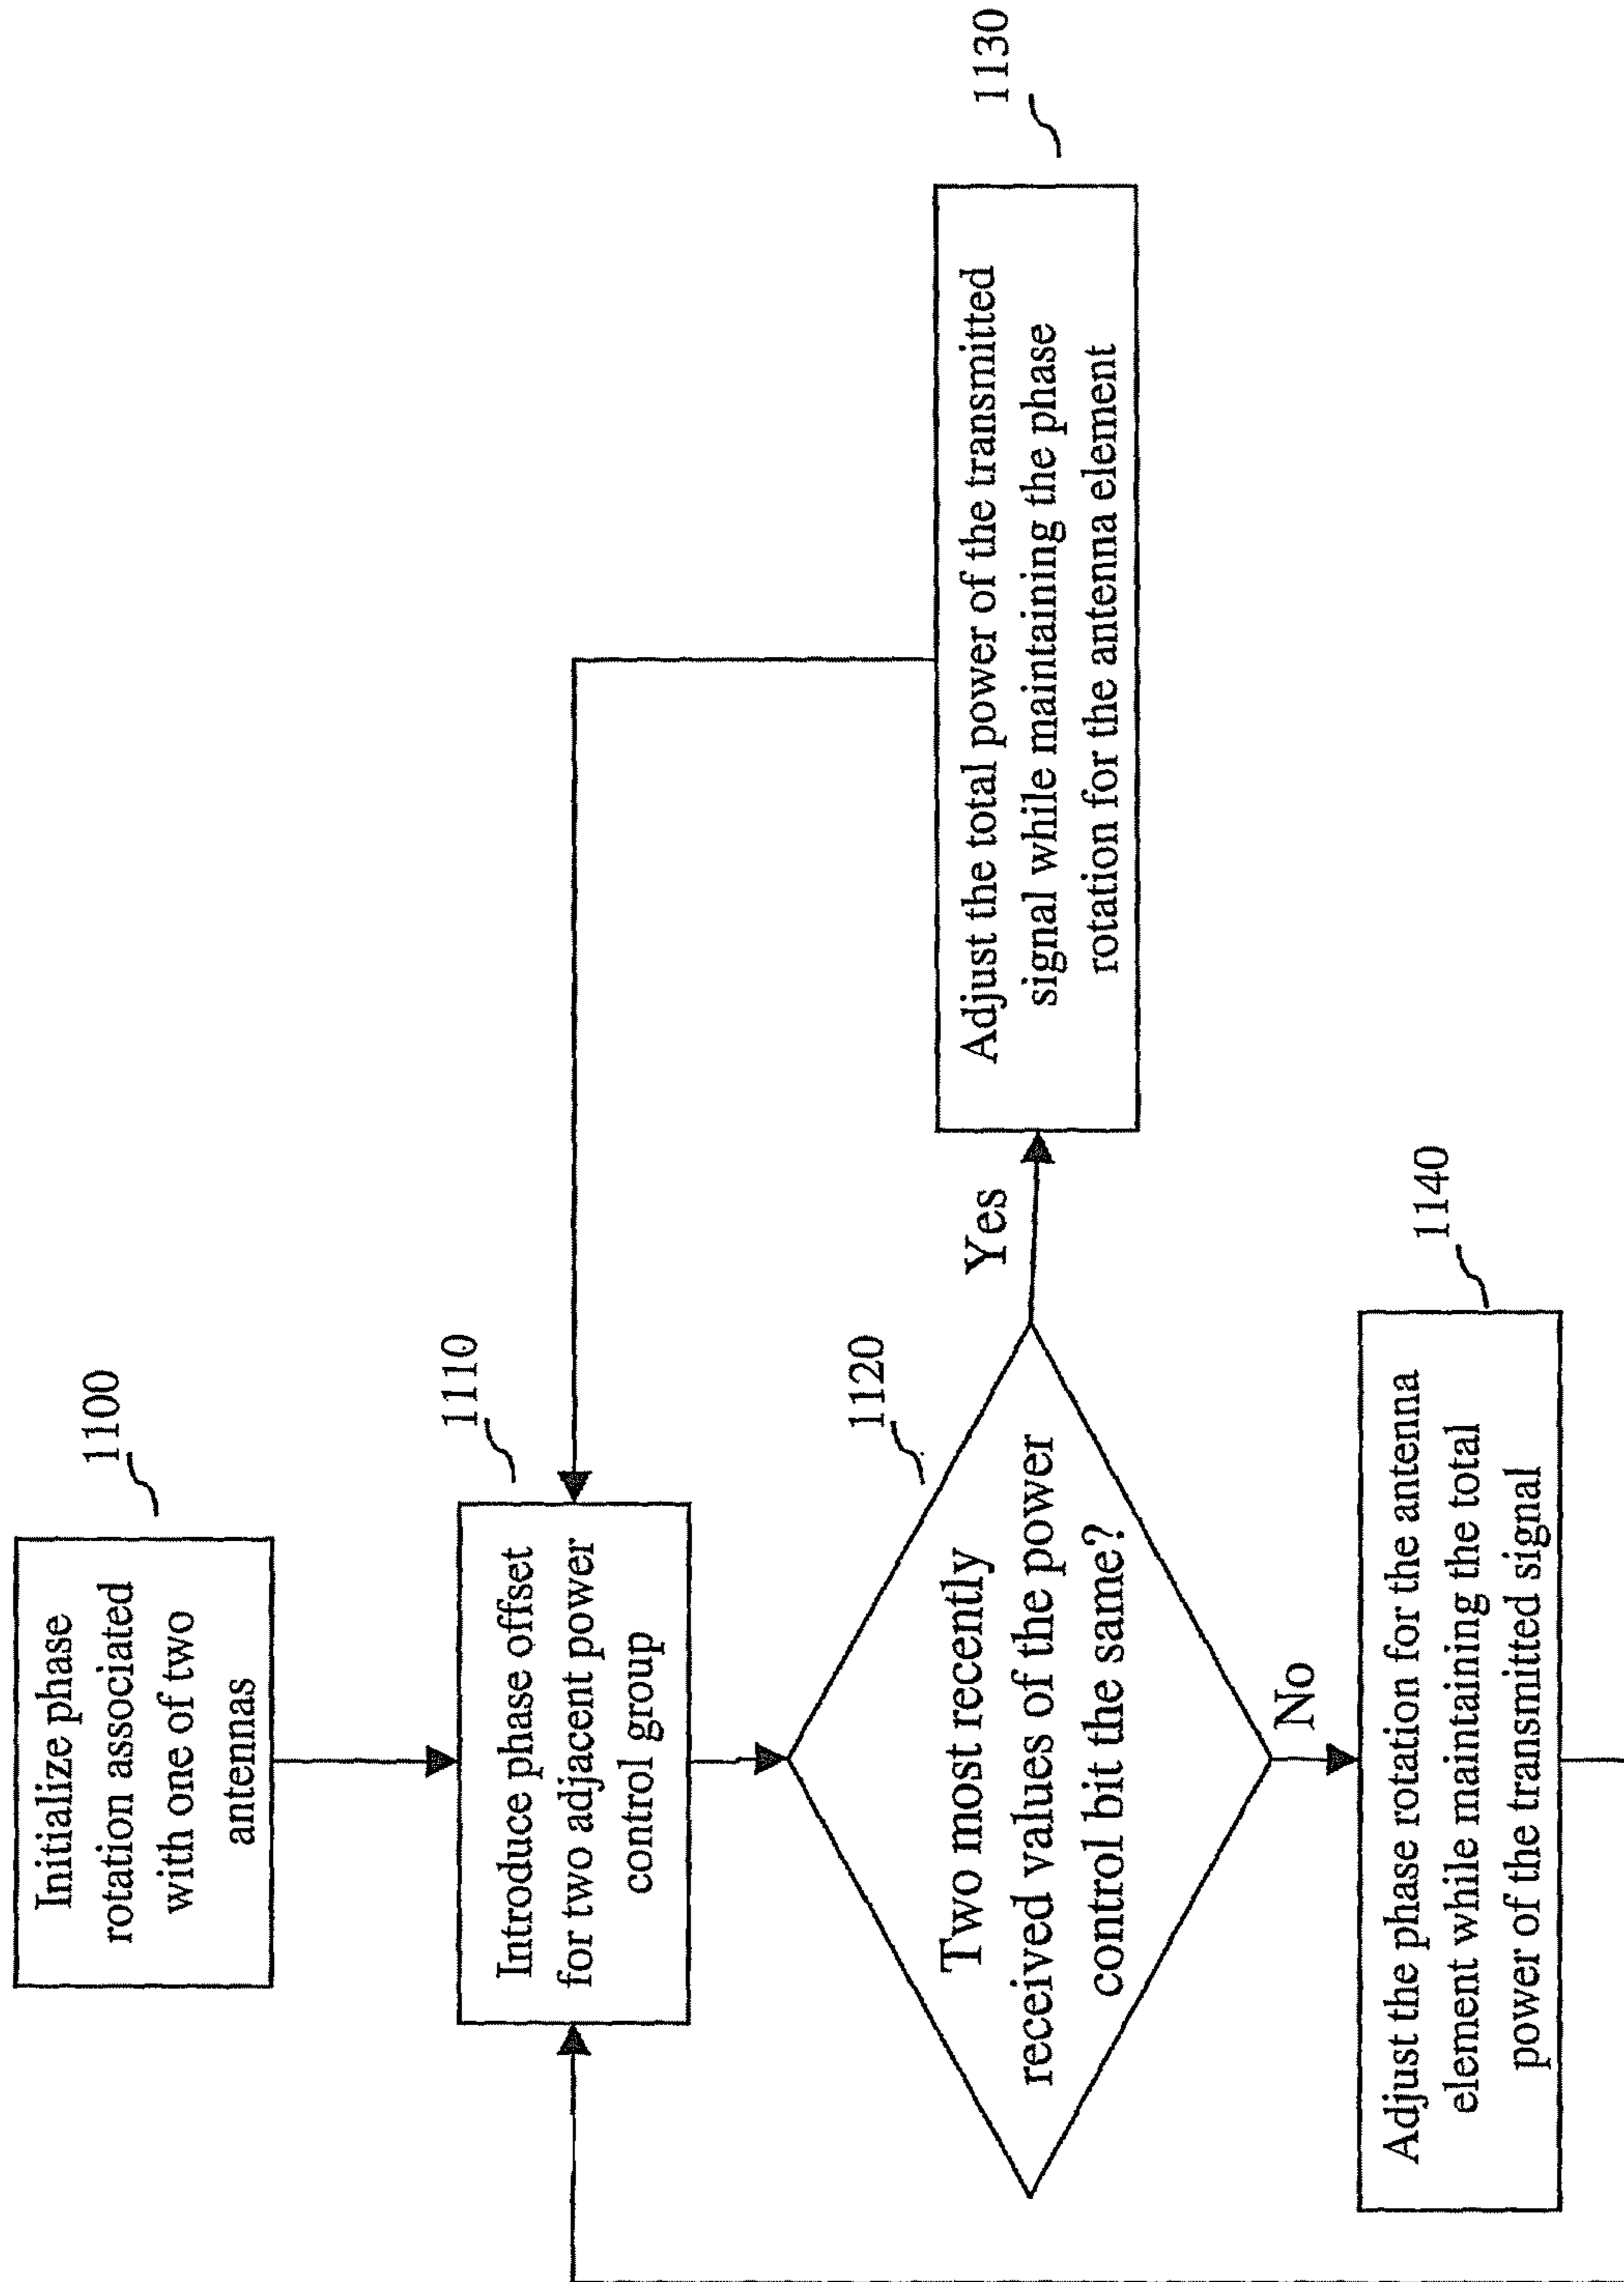 1100
Initialize phase
rotation associated
with one of two
antennas
1110
Introduce phase offset
for two adjacent power
control group
1120
Two most recently
received values of the power
control bit the same?
Yes
1130
Adjust the total power of the transmitted
signal while maintaining the phase
rotation for the antenna element
No
1140
Adjust the phase rotation for the antenna
element while maintaining the total
power of the transmitted signal